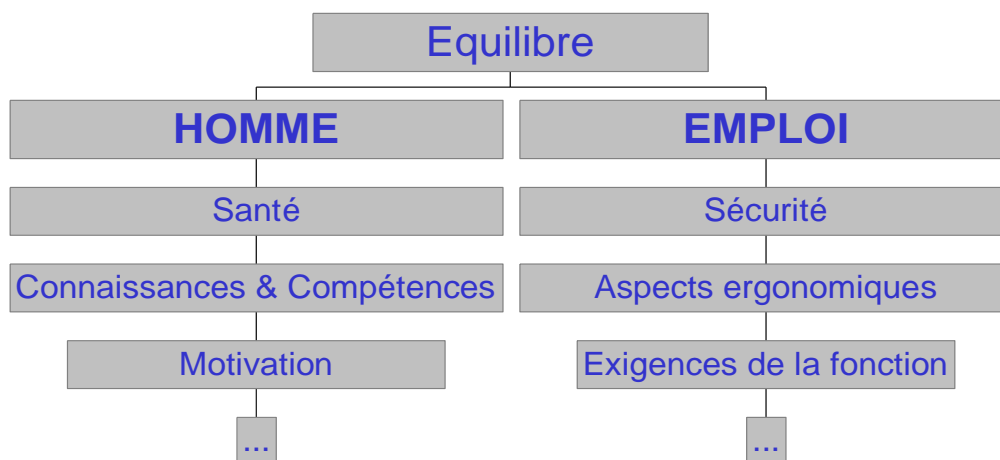 Equilibre
HOMME
EMPLOI
Santé
Sécurité
Connaissances & Compétences
Aspects ergonomiques
Motivation
Exigences de la fonction
...
...